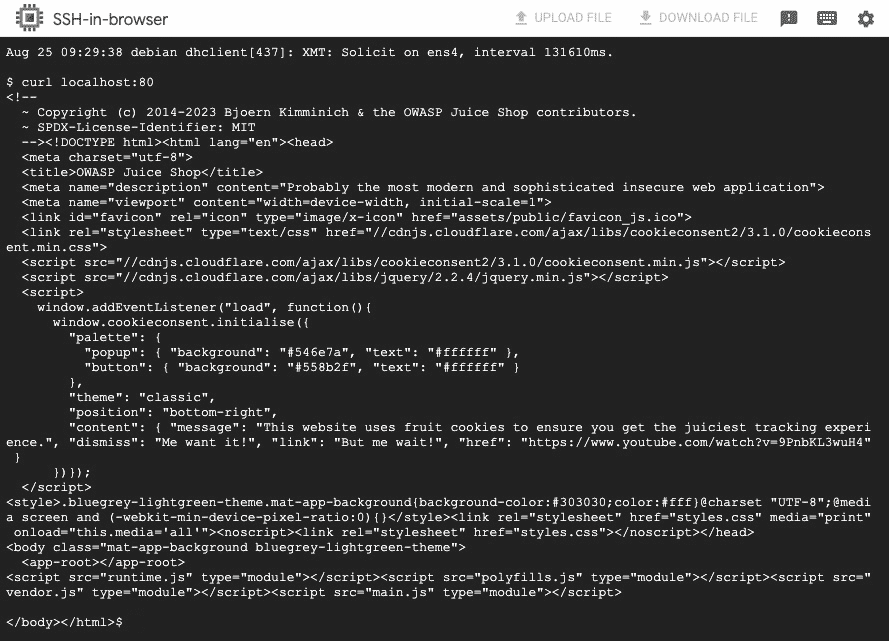 SSH-in-browser
UPLOAD FILE
DOWNLOAD FILE
Aug 25 09:29:38 debian dhclient[437]: XMT: Solicit on ens4, interval 131610ms.
$ curl localhost:80
<!--
  ~ Copyright (c) 2014-2023 Bjoern Kimminich & the OWASP Juice Shop contributors.
  ~ SPDX-License-Identifier: MIT
  --><!DOCTYPE html><html lang="en"><head>
  <meta charset="utf-8">
  <title>OWASP Juice Shop</title>
  <meta name="description" content="Probably the most modern and sophisticated insecure web application">
  <meta name="viewport" content="width=device-width, initial-scale=1">
  <link id="favicon" rel="icon" type="image/x-icon" href="assets/public/favicon_js.ico">
  <link rel="stylesheet" type="text/css" href="//cdnjs.cloudflare.com/ajax/libs/cookieconsent2/3.1.0/cookiecons
ent.min.css">
  <script src="//cdnjs.cloudflare.com/ajax/libs/cookieconsent2/3.1.0/cookieconsent.min.js"></script>
  <script src="//cdnjs.cloudflare.com/ajax/libs/jquery/2.2.4/jquery.min.js"></script>
  <script>
    window.addEventListener("load", function(){
      window.cookieconsent.initialise({
        "palette": {
          "popup": { "background": "#546e7a", "text": "#ffffff" },
          "button": { "background": "#558b2f", "text": "#ffffff" }
        },
        "theme": "classic",
        "position": "bottom-right",
        "content": { "message": "This website uses fruit cookies to ensure you get the juiciest tracking experi
ence.", "dismiss": "Me want it!", "link": "But me wait!", "href": "https://www.youtube.com/watch?v=9PnbKL3wuH4"
 }
      })});
  </script>
<style>.bluegrey-lightgreen-theme.mat-app-background{background-color:#303030;color:#fff}@charset "UTF-8";@medi
a screen and (-webkit-min-device-pixel-ratio:0){}</style><link rel="stylesheet" href="styles.css" media="print"
 onload="this.media='all'"><noscript><link rel="stylesheet" href="styles.css"></noscript></head>
<body class="mat-app-background bluegrey-lightgreen-theme">
  <app-root></app-root>
<script src="runtime.js" type="module"></script><script src="polyfills.js" type="module"></script><script src="
vendor.js" type="module"></script><script src="main.js" type="module"></script>
</body></html>$